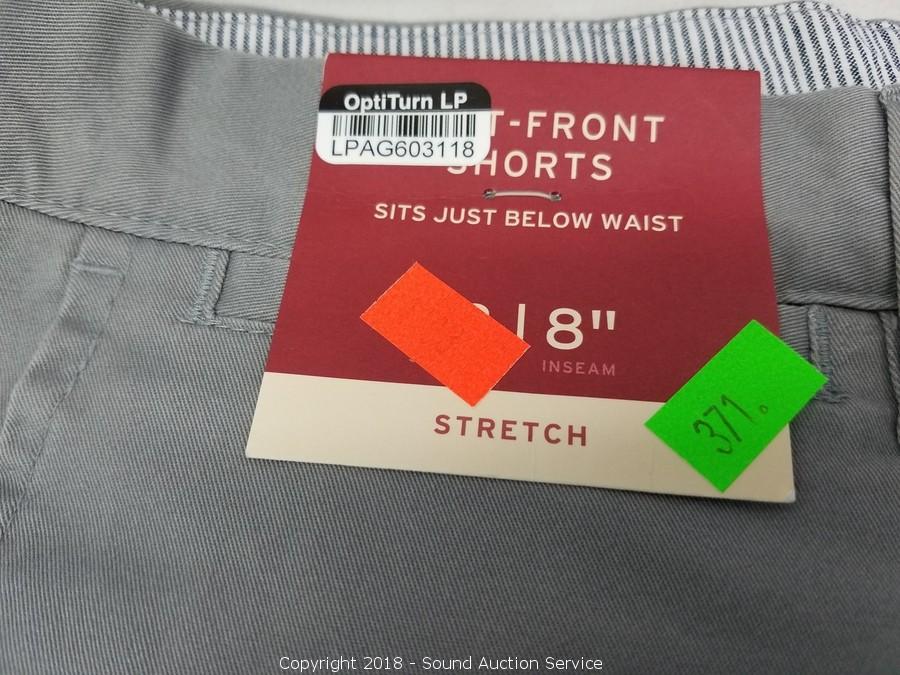 OptiTurn LP
LPAG603118
T-FRONT
SHORTS
SITS JUST BELOW WAIST
8"
INSEAM
STRETCH
371.
Copyright 2018 - Sound Auction Service